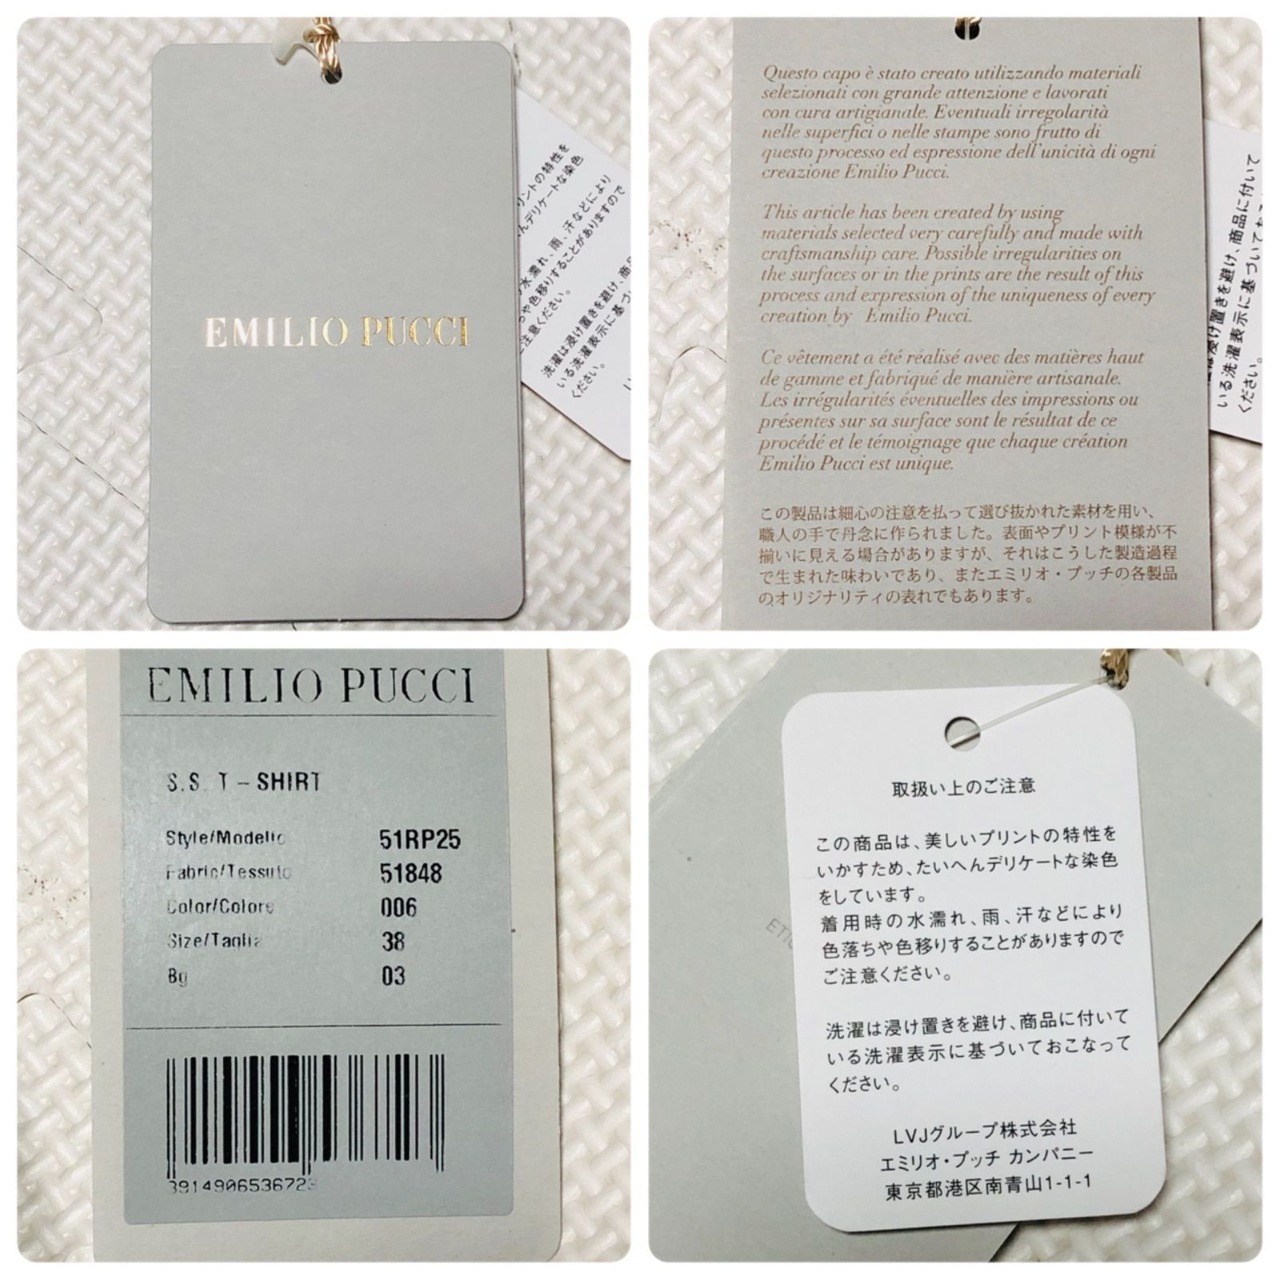 EMILIO PUCCI
Questo capo è stato creato utilizzando materiali
selezionati con grande attenzione e lavorati
con cura artigianale. Eventuali irregolarità
nelle superfici o nelle stampe sono frutto di
questo processo ed espressione dell'unicità di ogni
creazione Emilio Pucci.
This article has been created by using
materials selected very carefully and made with
craftsmanship care. Possible irregularities on
the surfaces or in the prints are the result of this
process and expression of the uniqueness of every
creation by Emilio Pucci.
Ce vêtement a été réalisé avec des matières haut
de gamme et fabriqué de manière artisanale.
Les irrégularités éventuelles des impressions ou
présentes sur sa surface sont le résultat de ce
procédé et le témoignage que chaque création
Emilio Pucci est unique.
この製品は細心の注意を払って選び抜かれた素材を用い、
職人の手で丹念に作られました。表面やプリント模様が不
揃いに見える場合がありますが、それはこうした製造過程
で生まれた味わいであり、またエミリオ・プッチの各製品
のオリジナリティの表れでもあります。
EMILIO PUCCI
S.S. T-SHIRT
Style/Modello 51RP25
Fabric/Tessuto 51848
Color/Colore 006
Size/Taglia 38
Bg 03
取扱い上のご注意
この商品は、美しいプリントの特性を
いかすため、たいへんデリケートな染色
をしています。
着用時の水濡れ、雨、汗などにより
色落ちや色移りすることがありますので
ご注意ください。
洗濯は浸け置きを避け、商品に付いて
いる洗濯表示に基づいておこなって
ください。
LVJグループ株式会社
エミリオ・プッチ カンパニー
東京都港区南青山1-1-1